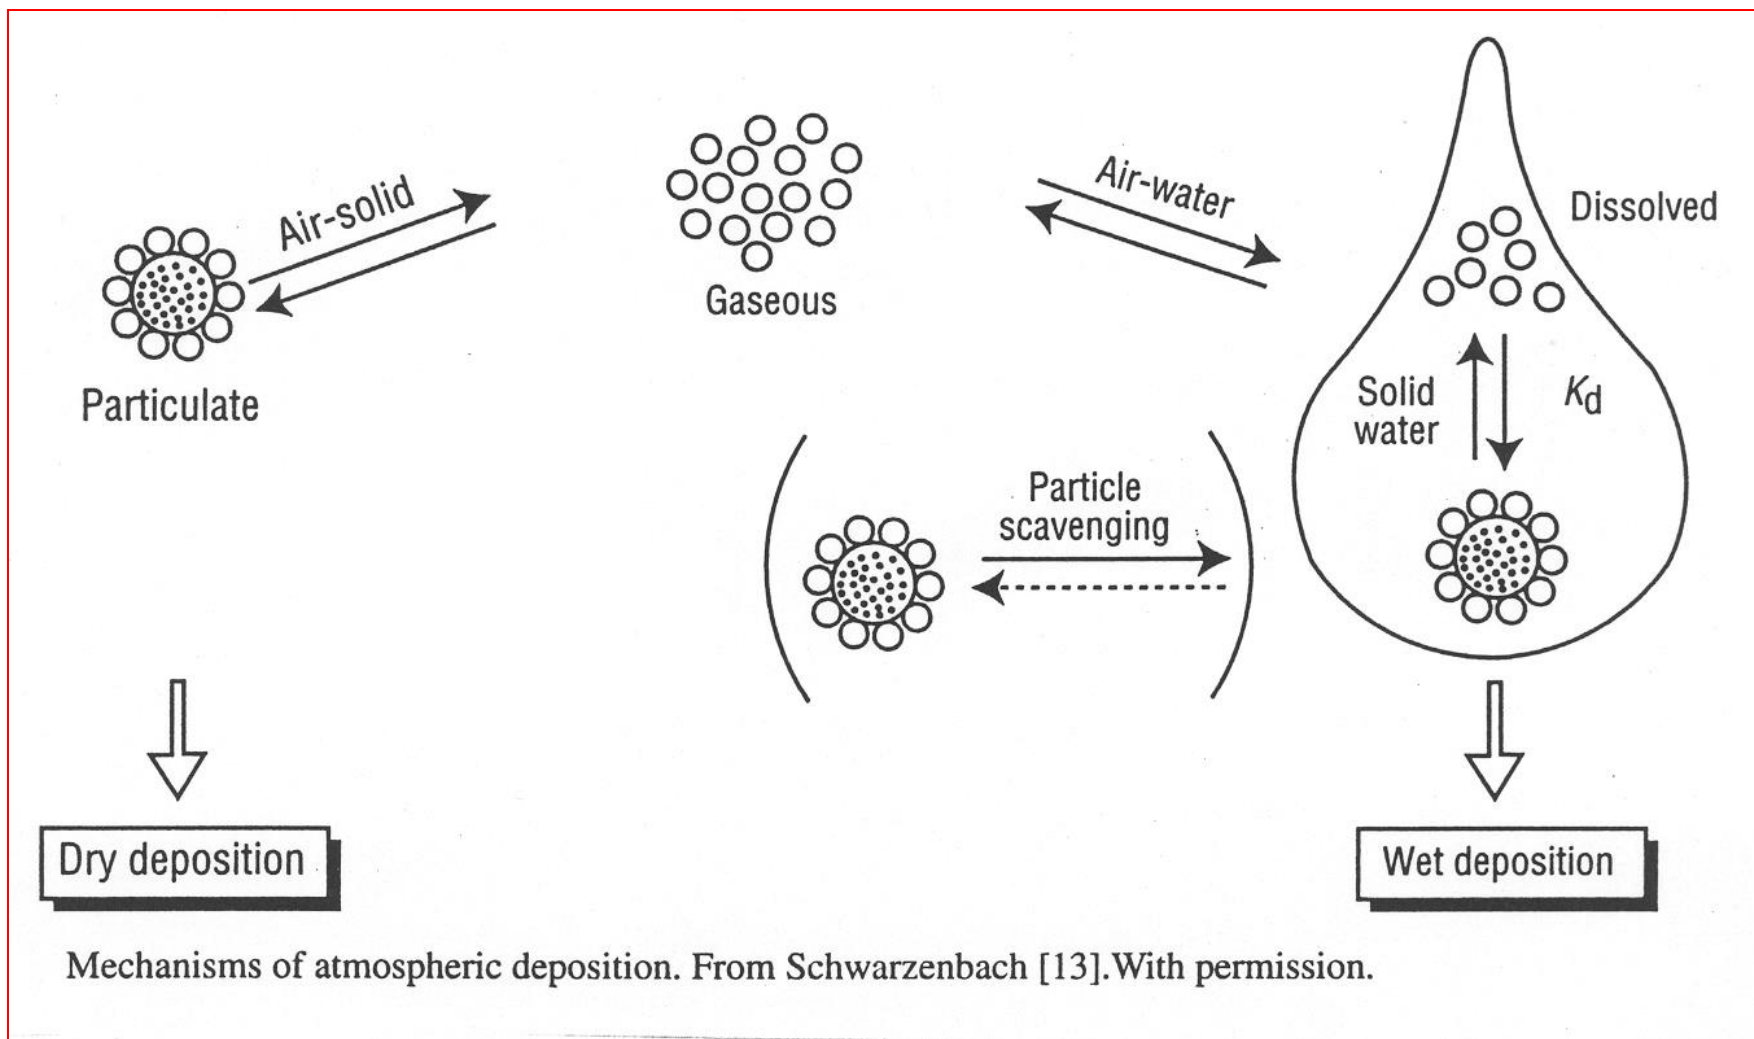 Air-solid
Air-water
Dissolved
Gaseous
Particulate
Solid
water
Kd
Particle
scavenging
Dry deposition
Wet deposition
Mechanisms of atmospheric deposition. From Schwarzenbach [13].With permission.